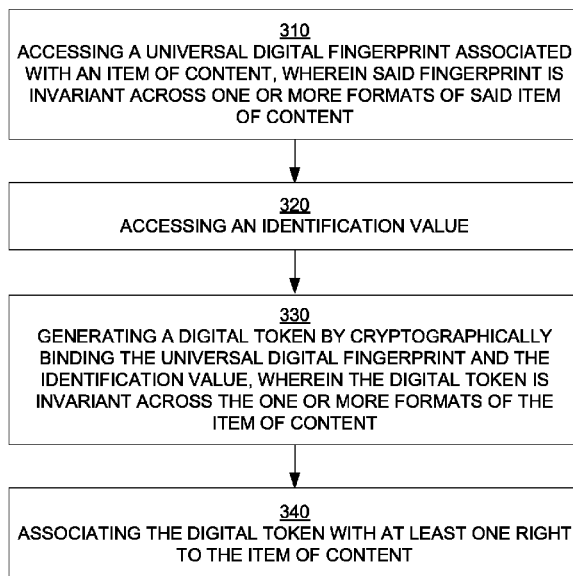 310
ACCESSING A UNIVERSAL DIGITAL FINGERPRINT ASSOCIATED
WITH AN ITEM OF CONTENT, WHEREIN SAID FINGERPRINT IS
INVARIANT ACROSS ONE OR MORE FORMATS OF SAID ITEM
OF CONTENT
320
ACCESSING AN IDENTIFICATION VALUE
330
GENERATING A DIGITAL TOKEN BY CRYPTOGRAPHICALLY
BINDING THE UNIVERSAL DIGITAL FINGERPRINT AND THE
IDENTIFICATION VALUE, WHEREIN THE DIGITAL TOKEN IS
INVARIANT ACROSS THE ONE OR MORE FORMATS OF THE
ITEM OF CONTENT
340
ASSOCIATING THE DIGITAL TOKEN WITH AT LEAST ONE RIGHT
TO THE ITEM OF CONTENT